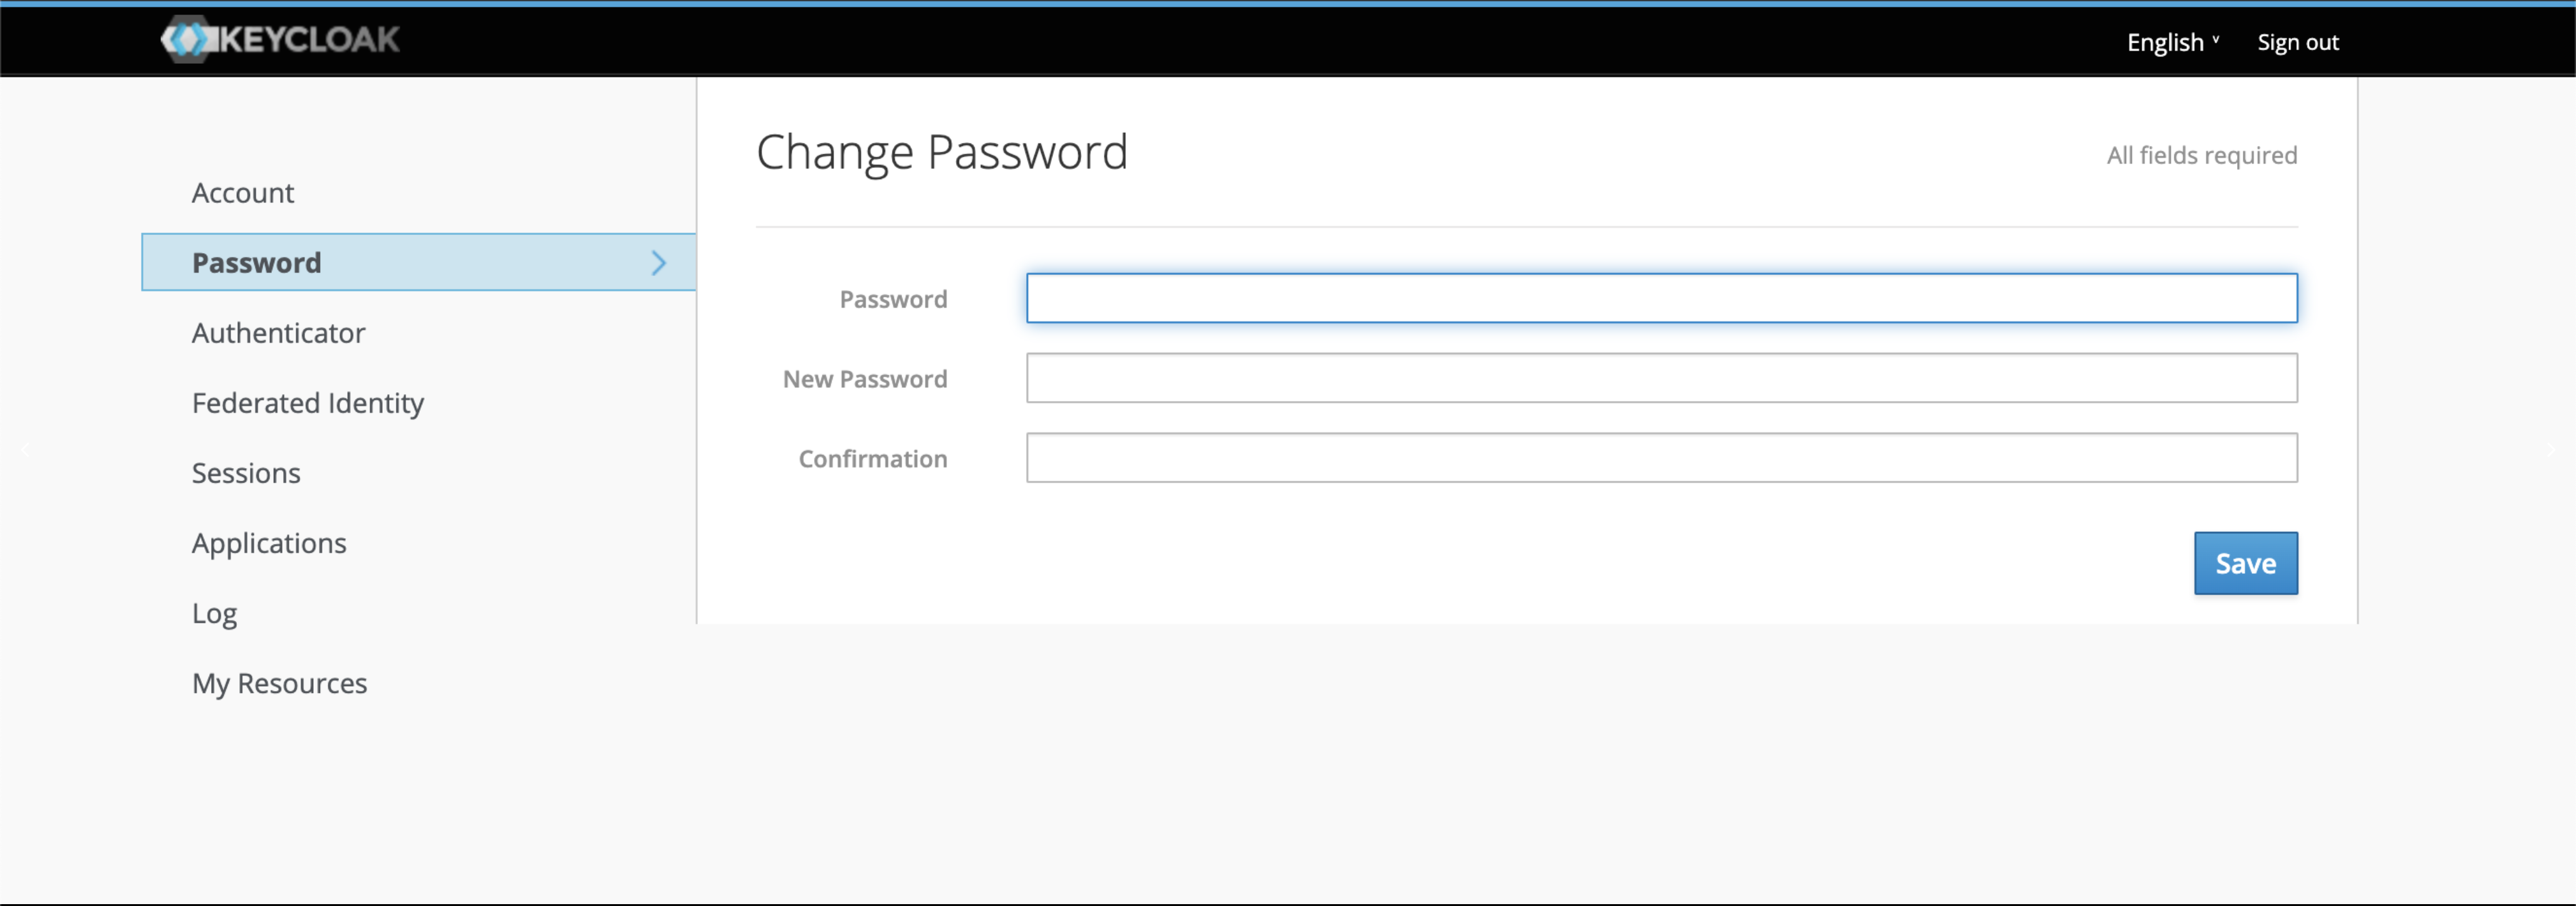 KEYCLOAK
English
Sign out
Account
Password
Authenticator
Federated Identity
Sessions
Applications
Log
My Resources
Change Password
All fields required
Password
New Password
Confirmation
Save